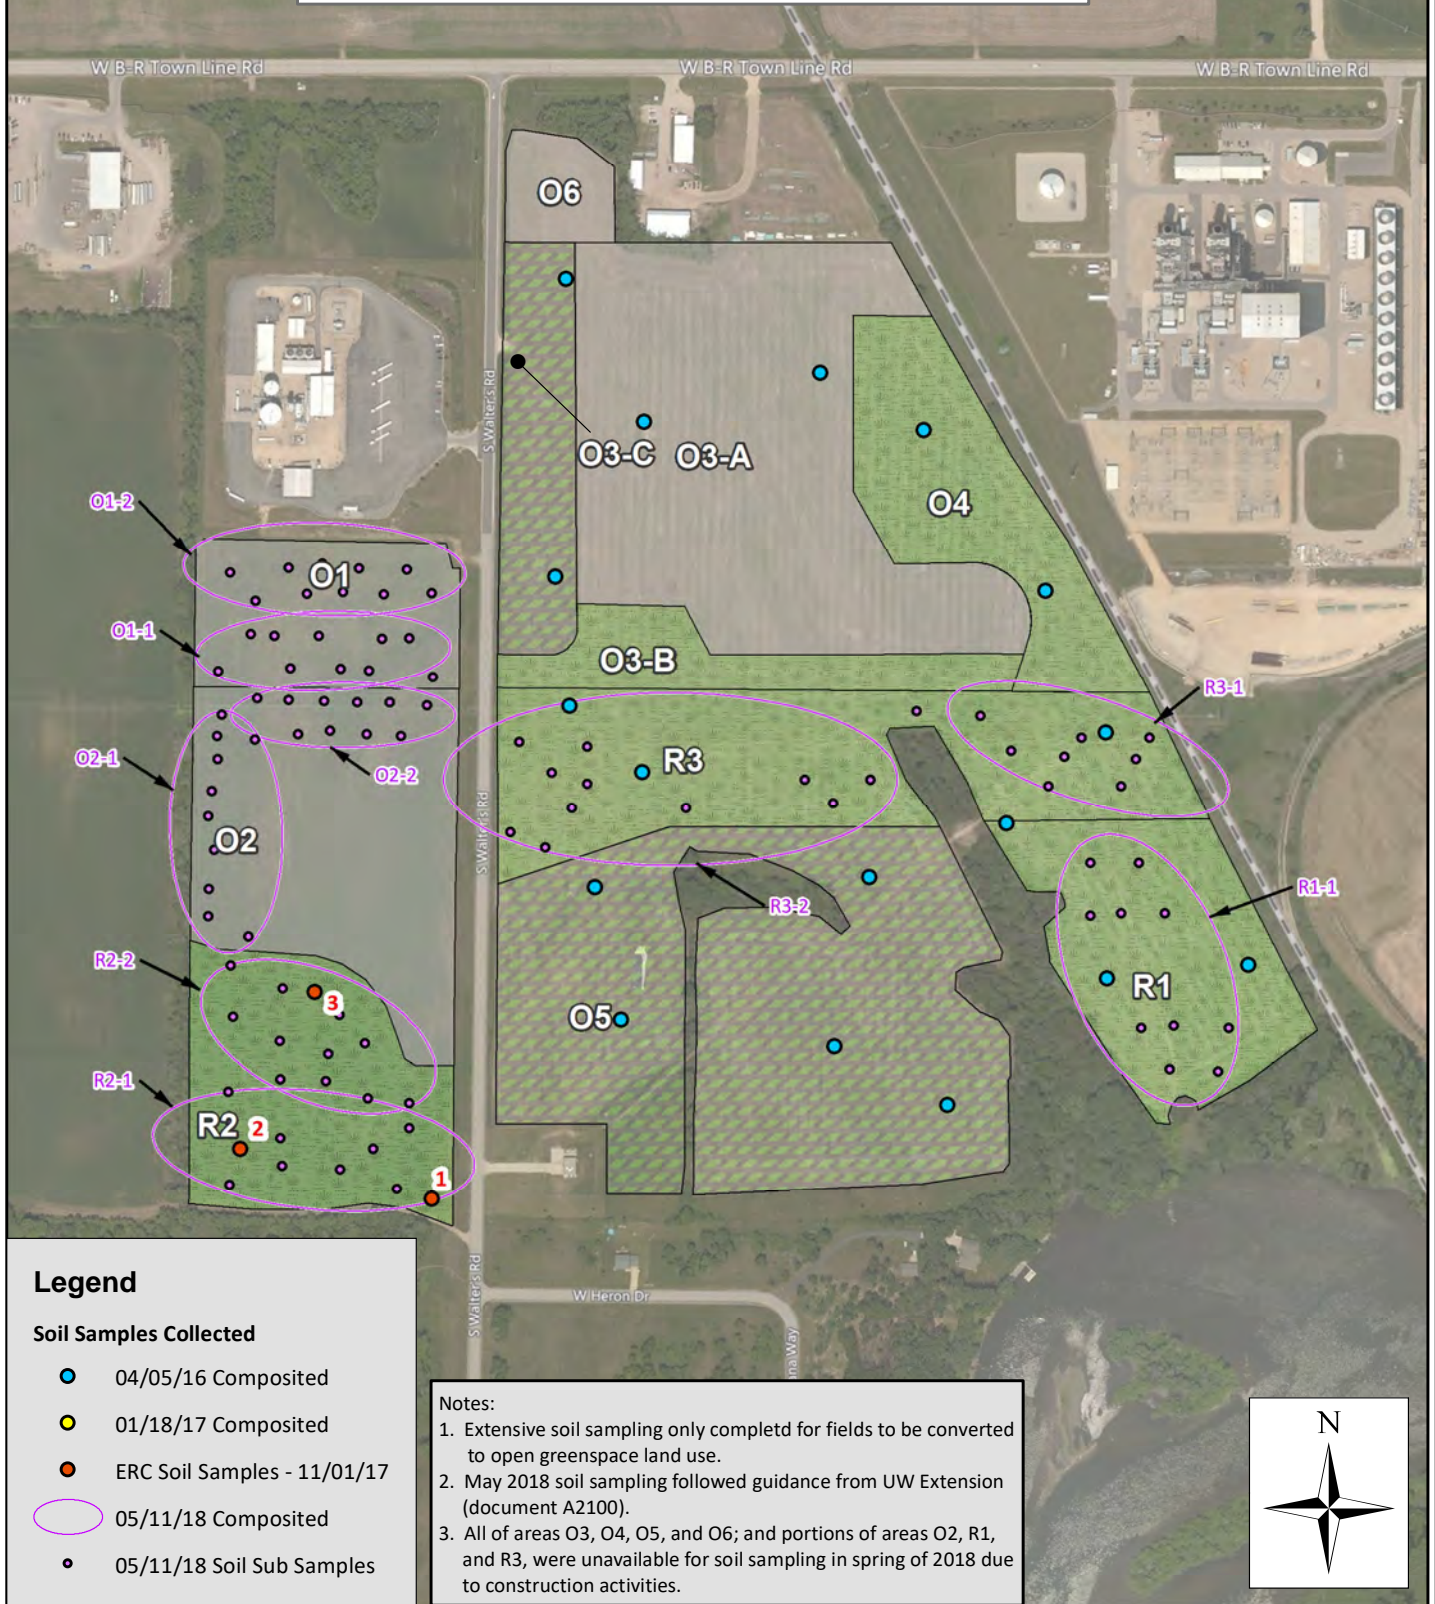 W B-R Town Line Rd
W B-R Town Line Rd
W B-R Town Line Rd
O6
S Walters Rd
O3-C
O3-A
O4
O1-2
O1
O1-1
O3-B
R3-1
O2-1
O2-2
R3
O2
S Walters Rd
R3-2
R1-1
R2-2
3
O5
R1
R2-1
R2
2
1
S Walters Rd
W Heron Dr
ana Way
Legend
Soil Samples Collected
04/05/16 Composited
01/18/17 Composited
ERC Soil Samples - 11/01/17
05/11/18 Composited
05/11/18 Soil Sub Samples
Notes:
1. Extensive soil sampling only completd for fields to be converted
to open greenspace land use.
2. May 2018 soil sampling followed guidance from UW Extension
(document A2100).
3. All of areas O3, O4, O5, and O6; and portions of areas O2, R1,
and R3, were unavailable for soil sampling in spring of 2018 due
to construction activities.
N